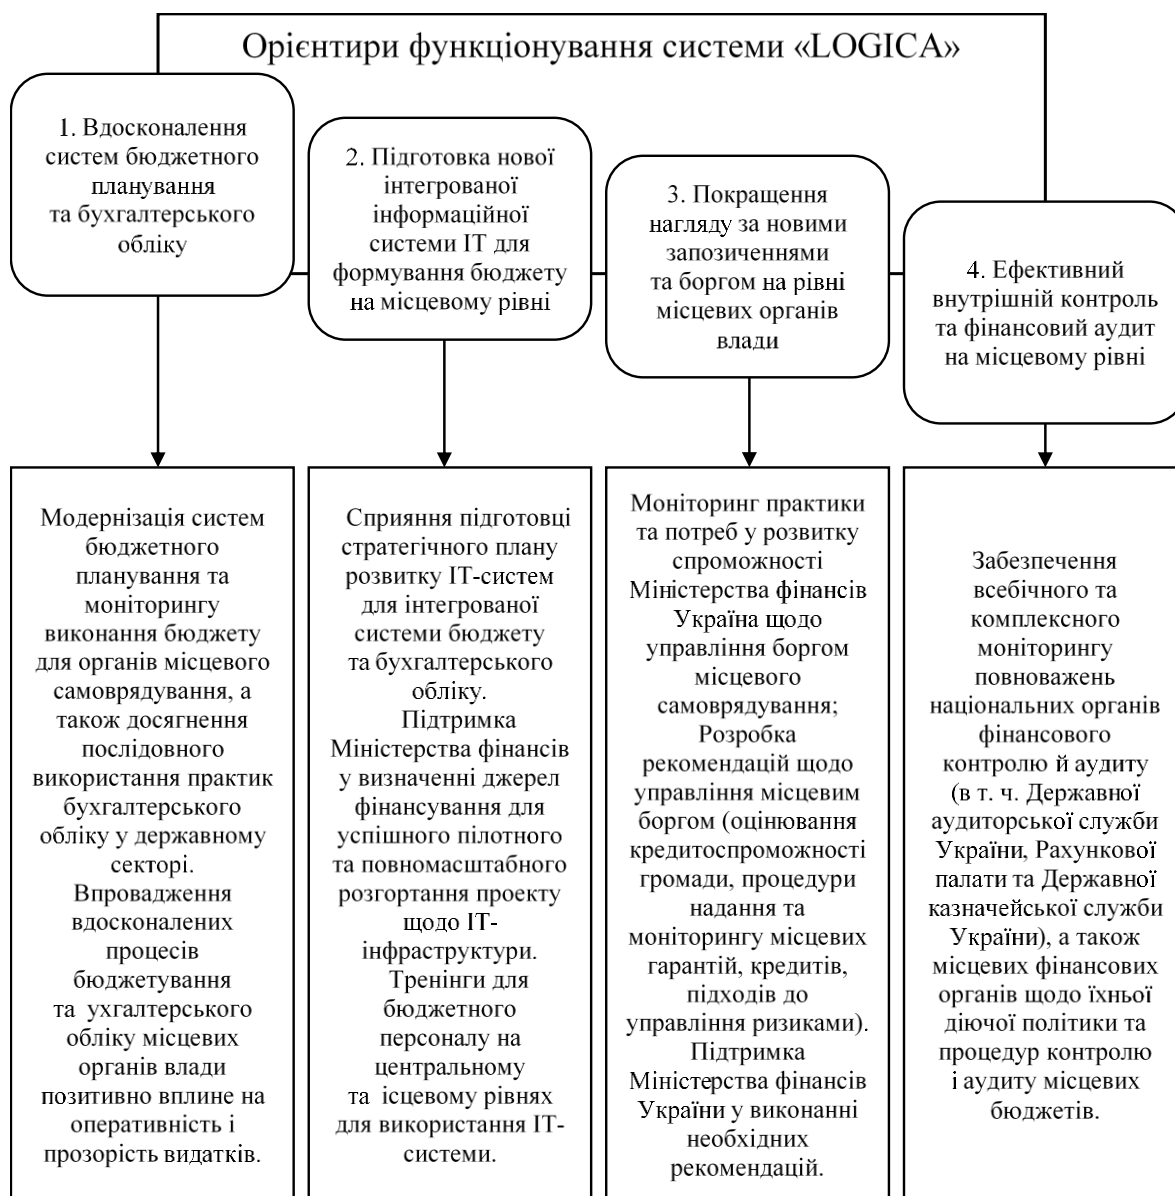 Орієнтири функціонування системи «LOGICA»
1. Вдосконалення
систем бюджетного
планування
та бухгалтерського
обліку
2. Підготовка нової
інтегрованої
інформаційної
системи ІТ для
формування бюджету
на місцевому рівні
3. Покращення
нагляду за новими
запозиченнями
та боргом на рівні
місцевих органів
влади
4. Ефективний
внутрішній контроль
та фінансовий аудит
на місцевому рівні
Модернізація систем
бюджетного
планування та
моніторингу
виконання бюджету
для органів місцевого
самоврядування, а
також досягнення
послідовного
використання практик
бухгалтерського
обліку у державному
секторі.
Впровадження
вдосконалених
процесів
бюджетування
та ухгалтерського
обліку місцевих
органів влади
позитивно вплине на
оперативність і
прозорість видатків.
Сприяння підготовці
стратегічного плану
розвитку ІТ-систем
для інтегрованої
системи бюджету
та бухгалтерського
обліку.
Підтримка
Міністерства фінансів
у визначенні джерел
фінансування для
успішного пілотного
та повномасштабного
розгортання проекту
щодо ІТ-
інфраструктури.
Тренінги для
бюджетного
персоналу на
центральному
та ісцевому рівнях
для використання ІТ-
системи.
Моніторинг практики
та потреб у розвитку
спроможності
Міністерства фінансів
Україна щодо
управління боргом
місцевого
самоврядування;
Розробка
рекомендацій щодо
управління місцевим
боргом (оцінювання
кредитоспроможності
громади, процедури
надання та
моніторингу місцевих
гарантій, кредитів,
підходів до
управління ризиками).
Підтримка
Міністерства фінансів
України у виконанні
необхідних
рекомендацій.
Забезпечення
всебічного та
комплексного
моніторингу
повноважень
національних органів
фінансового
контролю й аудиту
(в т. ч. Державної
аудиторської служби
України, Рахункової
палати та Державної
казначейської служби
України), а також
місцевих фінансових
органів щодо їхньої
діючої політики та
процедур контролю
і аудиту місцевих
бюджетів.